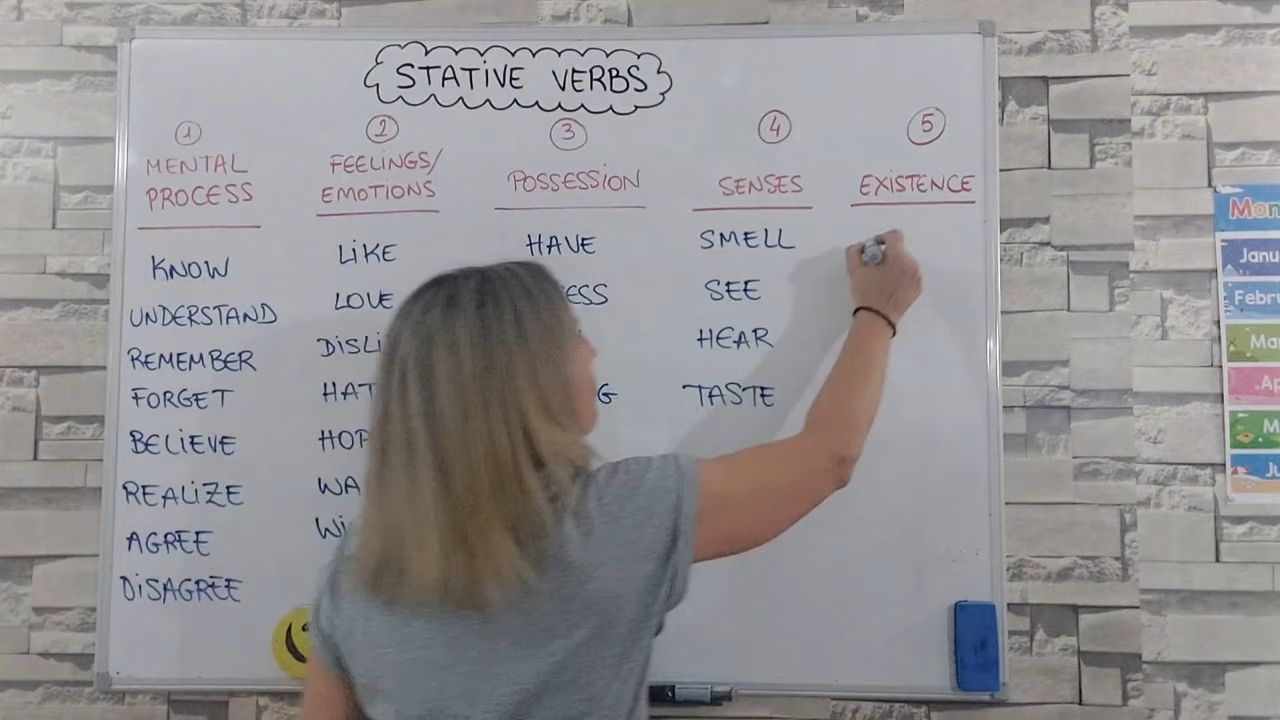 STATIVE VERBS
1
MENTAL
PROCESS
KNOW
UNDERSTAND
REMEMBER
FORGET
BELIEVE
REALIZE
AGREE
DISAGREE
2
FEELINGS/
EMOTIONS
LIKE
LOVE
3
POSSESSION
HAVE
4
SENSES
SMELL
SEE
HEAR
TASTE
5
EXISTENCE